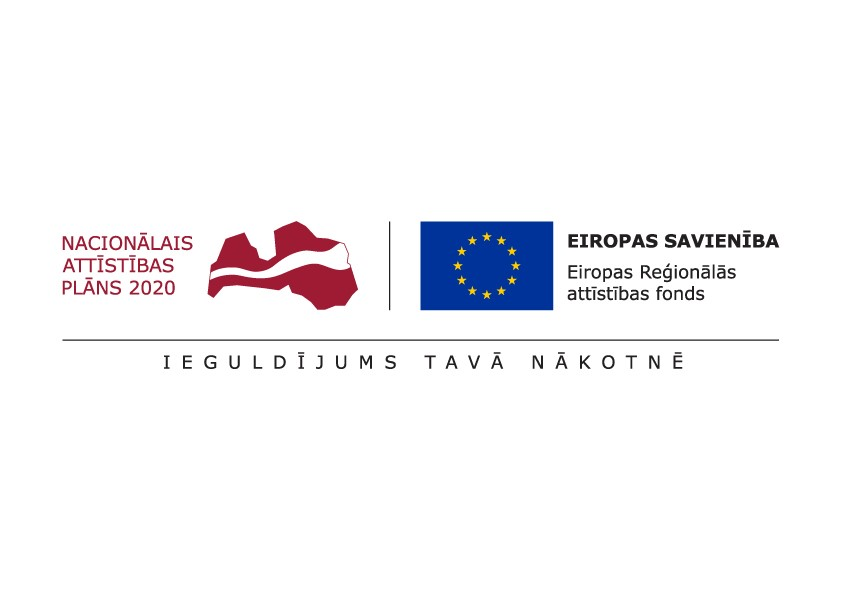 NACIONĀLAIS
ATTĪSTĪBAS
PLĀNS 2020
EIROPAS SAVIENĪBA
Eiropas Reģionālās
attīstības fonds
IEGULDĪJUMS TAVĀ NĀKOTNĒ